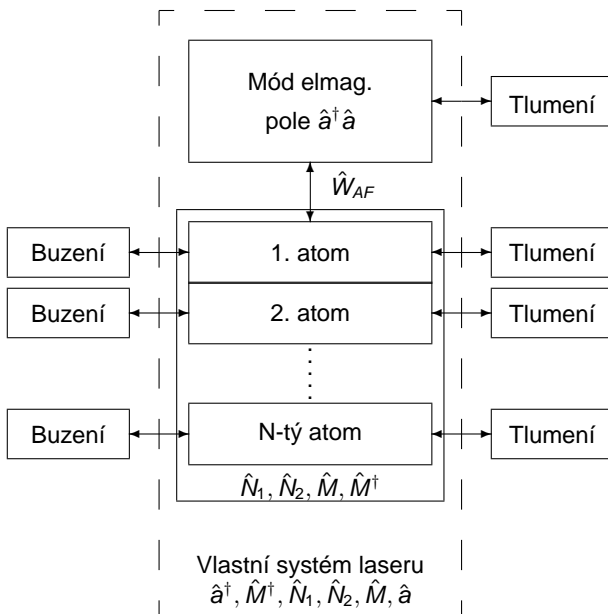 Mód elmag.
pole â†â
Tlumení
Ŵ_AF
Buzení
1. atom
Tlumení
Buzení
2. atom
Tlumení
Buzení
N-tý atom
Tlumení
N̂₁, N̂₂, M̂, M̂†
Vlastní systém laseru
â†, M̂†, N̂₁, N̂₂, M̂, â